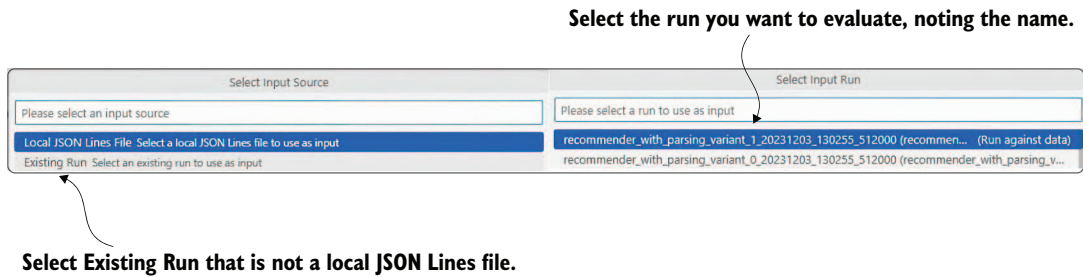 Select the run you want to evaluate, noting the name.
Select Input Source
Please select an input source
Local JSON Lines File Select a local JSON Lines file to use as input
Existing Run Select an existing run to use as input
Select Input Run
Please select a run to use as input
recommender_with_parsing_variant_1_20231203_130255_512000 (recommen... (Run against data)
recommender_with_parsing_variant_0_20231203_130255_512000 (recommender_with_parsing_v...
Select Existing Run that is not a local JSON Lines file.